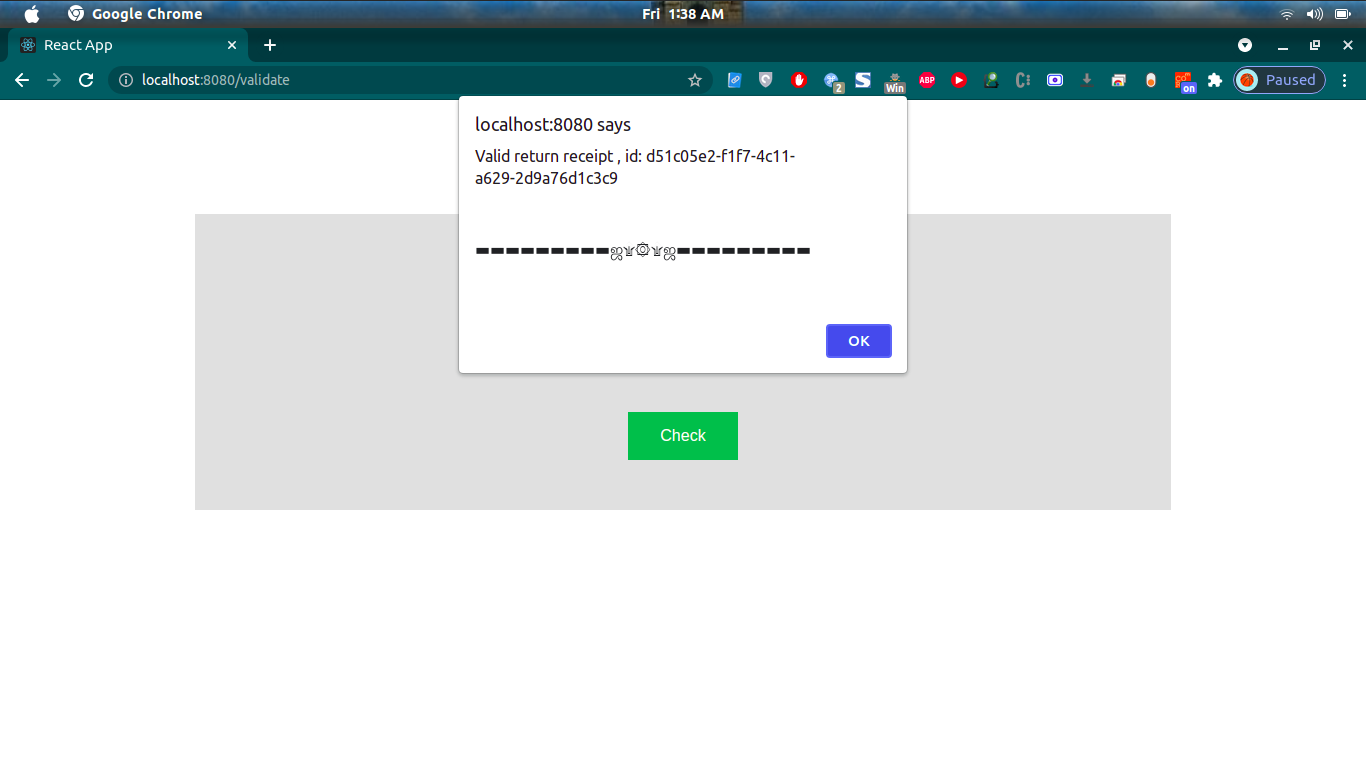 Google Chrome
Fri 1:38 AM
React App
localhost:8080/validate
2
Win
ABP
on
Paused
localhost:8080 says
Valid return receipt , id: d51c05e2-f1f7-4c11-
a629-2d9a76d1c3c9
▬▬▬▬▬▬▬▬▬ஜ۩۞۩ஜ▬▬▬▬▬▬▬▬▬
OK
Check